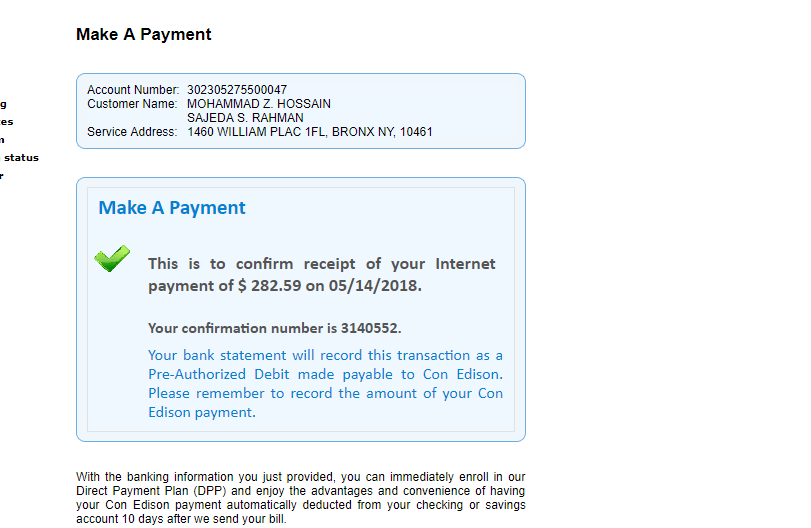 Make A Payment
Account Number: 302305275500047
Customer Name: MOHAMMAD Z. HOSSAIN
SAJEDA S. RAHMAN
Service Address: 1460 WILLIAM PLAC 1FL, BRONX NY, 10461
g
es
n
status
r
Make A Payment
This is to confirm receipt of your Internet
payment of $ 282.59 on 05/14/2018.
Your confirmation number is 3140552.
Your bank statement will record this transaction as a
Pre-Authorized Debit made payable to Con Edison.
Please remember to record the amount of your Con
Edison payment.
With the banking information you just provided, you can immediately enroll in our
Direct Payment Plan (DPP) and enjoy the advantages and convenience of having
your Con Edison payment automatically deducted from your checking or savings
account 10 days after we send your bill.